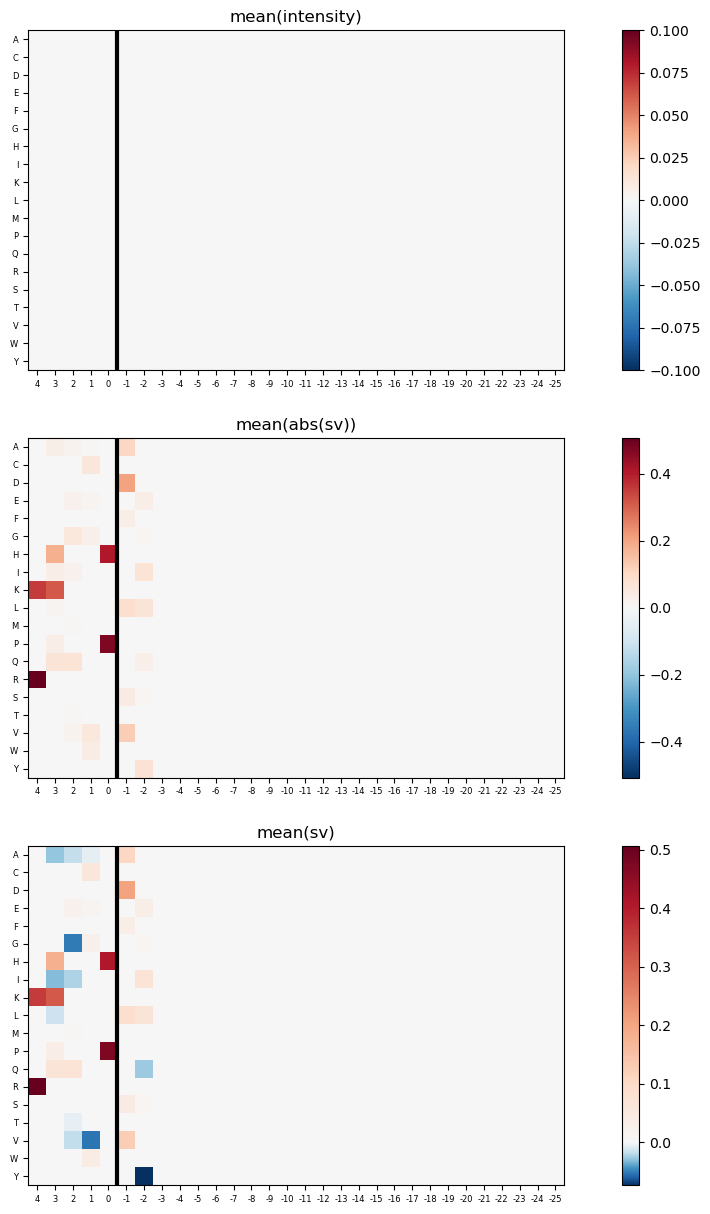 mean(intensity)
A
C
D
E
F
G
H
I
K
L
M
P
Q
R
S
T
V
W
Y
4 3 2 1 0 -1 -2 -3 -4 -5 -6 -7 -8 -9 -10 -11 -12 -13 -14 -15 -16 -17 -18 -19 -20 -21 -22 -23 -24 -25
0.100
0.075
0.050
0.025
0.000
−0.025
−0.050
−0.075
−0.100
mean(abs(sv))
A
C
D
E
F
G
H
I
K
L
M
P
Q
R
S
T
V
W
Y
4 3 2 1 0 -1 -2 -3 -4 -5 -6 -7 -8 -9 -10 -11 -12 -13 -14 -15 -16 -17 -18 -19 -20 -21 -22 -23 -24 -25
0.4
0.2
0.0
−0.2
−0.4
mean(sv)
A
C
D
E
F
G
H
I
K
L
M
P
Q
R
S
T
V
W
Y
4 3 2 1 0 -1 -2 -3 -4 -5 -6 -7 -8 -9 -10 -11 -12 -13 -14 -15 -16 -17 -18 -19 -20 -21 -22 -23 -24 -25
0.5
0.4
0.3
0.2
0.1
0.0